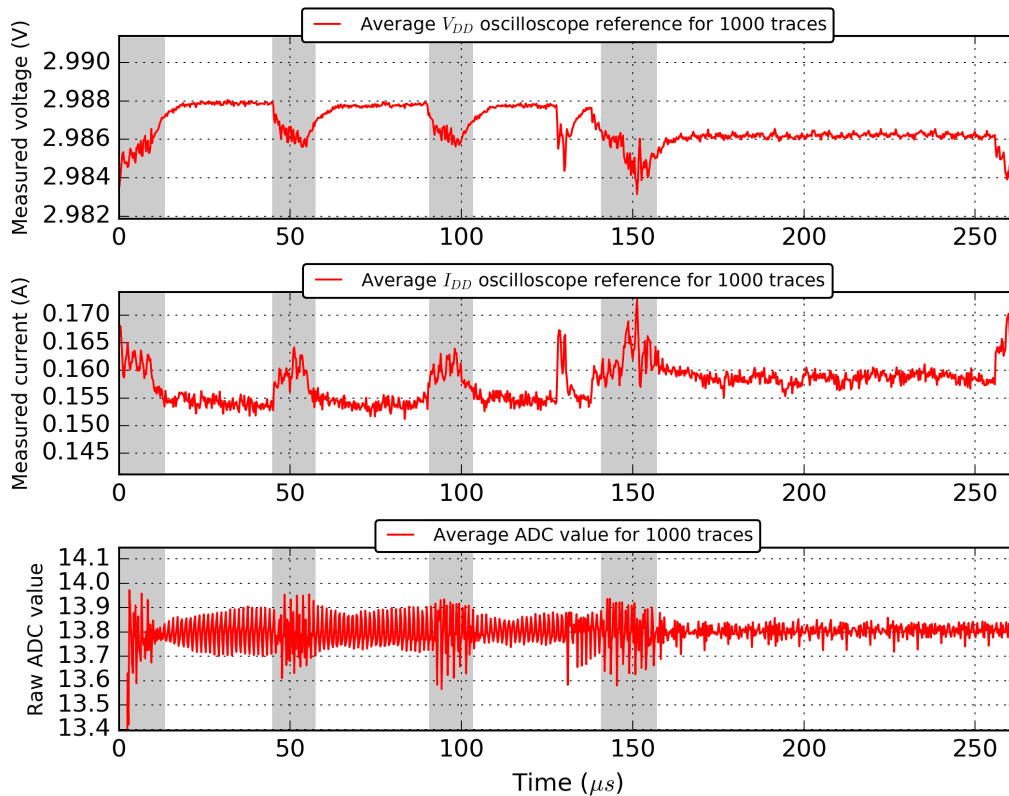 Average V_DD oscilloscope reference for 1000 traces
Measured voltage (V)
2.990
2.988
2.986
2.984
2.982
0 50 100 150 200 250
Average I_DD oscilloscope reference for 1000 traces
Measured current (A)
0.170
0.165
0.160
0.155
0.150
0.145
0 50 100 150 200 250
Average ADC value for 1000 traces
Raw ADC value
14.1
14.0
13.9
13.8
13.7
13.6
13.5
13.4
0 50 100 150 200 250
Time (μs)